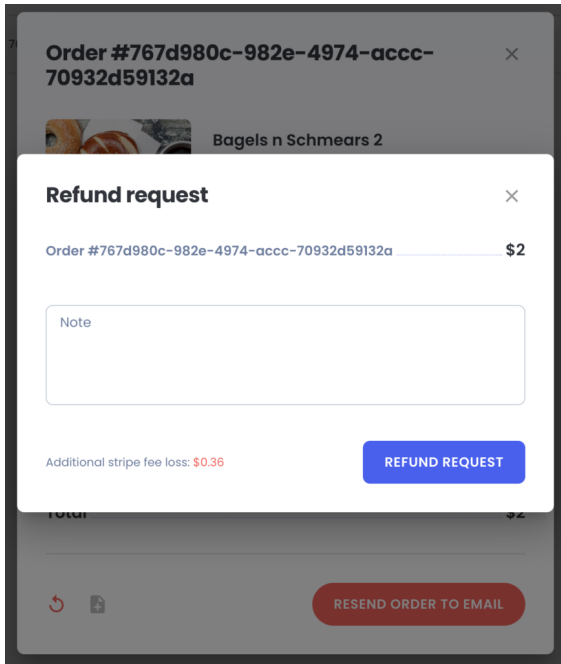 Order #767d980c-982e-4974-accc-
70932d59132a
Bagels n Schmears 2
Refund request
Order #767d980c-982e-4974-accc-70932d59132a $2
Note
Additional stripe fee loss: $0.36
REFUND REQUEST
Total $2
RESEND ORDER TO EMAIL